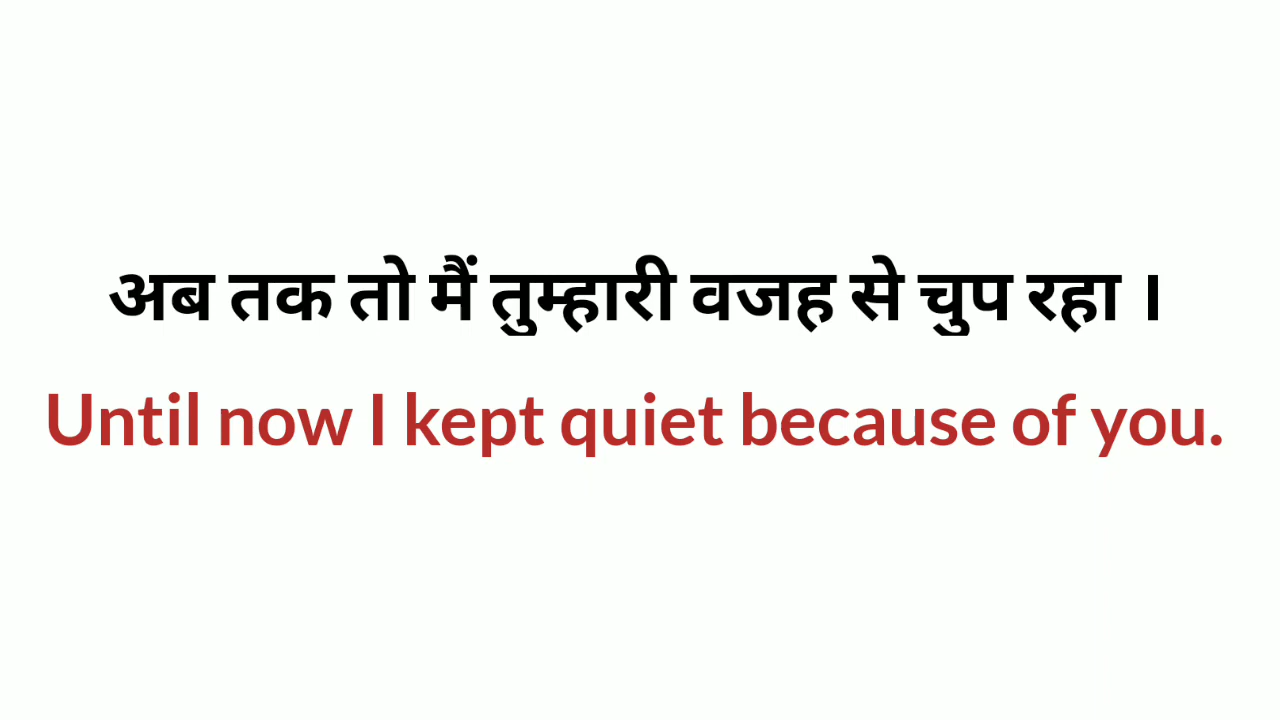 अब तक तो मैं तुम्हारी वजह से चुप रहा ।
Until now I kept quiet because of you.